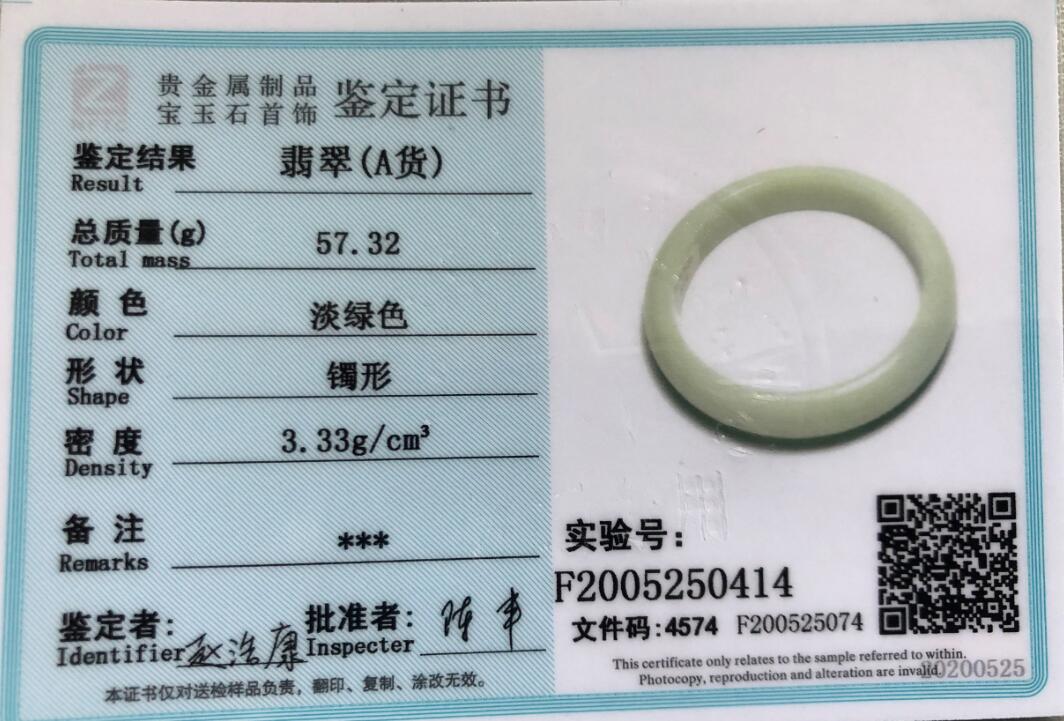 贵金属制品
宝玉石首饰
鉴定证书
鉴定结果 翡翠(A货)
Result
总质量(g) 57.32
Total mass
颜色 淡绿色
Color
形状 镯形
Shape
密度 3.33g/cm³
Density
备注 ***
Remarks
鉴定者: 赵浩康 批准者:
Identifier Inspecter
本证书仅对送检样品负责，翻印、复制、涂改无效。
实验号:
F2005250414
文件码:4574 F200525074
This certificate only relates to the sample referred to within.
Photocopy, reproduction and alteration are invalid.
20200525